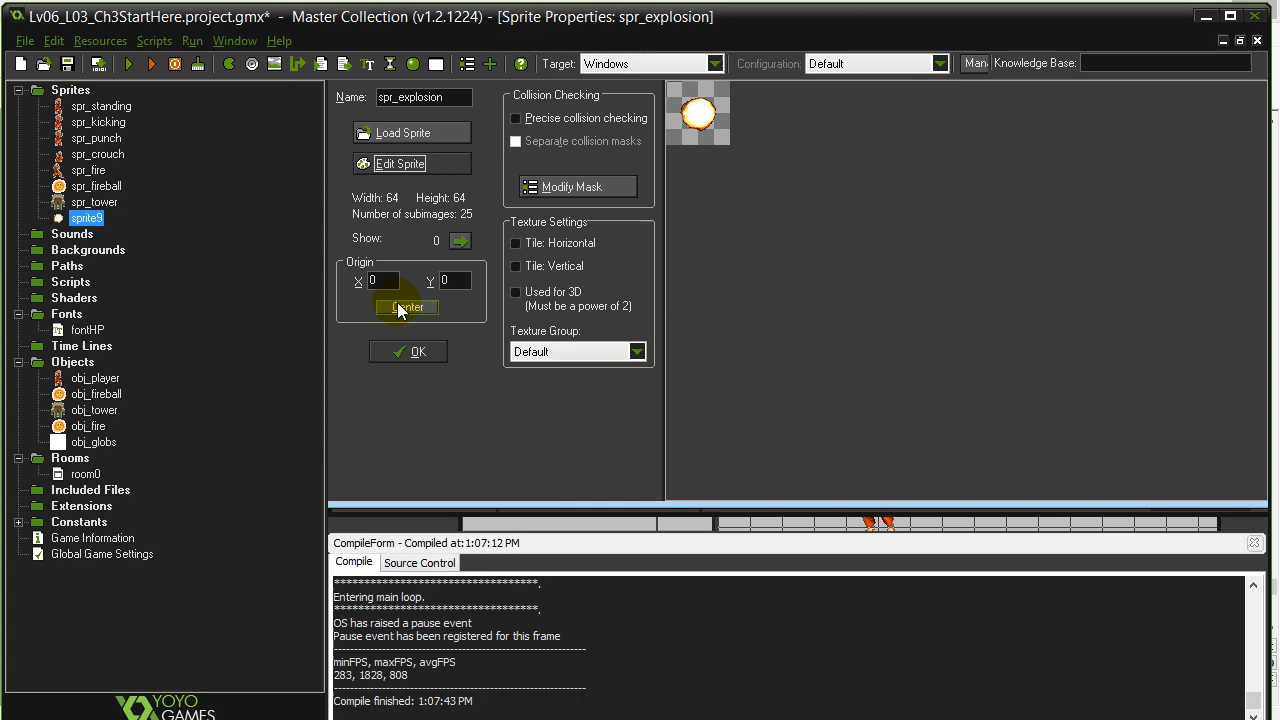 Lv06_L03_Ch3StartHere.project.gmx* - Master Collection (v1.2.1224) - [Sprite Properties: spr_explosion]
File Edit Resources Scripts Run Window Help
Target: Windows Configuration: Default Man Knowledge Base:
Sprites
spr_standing
spr_kicking
spr_punch
spr_crouch
spr_fire
spr_fireball
spr_tower
sprite9
Sounds
Backgrounds
Paths
Scripts
Shaders
Fonts
fontHP
Time Lines
Objects
obj_player
obj_fireball
obj_tower
obj_fire
obj_globs
Rooms
room0
Included Files
Extensions
Constants
Game Information
Global Game Settings
YOYO
GAMES
Name: spr_explosion
Load Sprite
Edit Sprite
Width: 64 Height: 64
Number of subimages: 25
Show: 0
Origin
X 0 Y 0
Center
OK
Collision Checking
Precise collision checking
Separate collision masks
Modify Mask
Texture Settings
Tile: Horizontal
Tile: Vertical
Used for 3D
(Must be a power of 2)
Texture Group:
Default
CompileForm - Compiled at:1:07:12 PM
Compile Source Control
***************************************.
Entering main loop.
***************************************.
OS has raised a pause event
Pause event has been registered for this frame
minFPS, maxFPS, avgFPS
283, 1828, 808
Compile finished: 1:07:43 PM